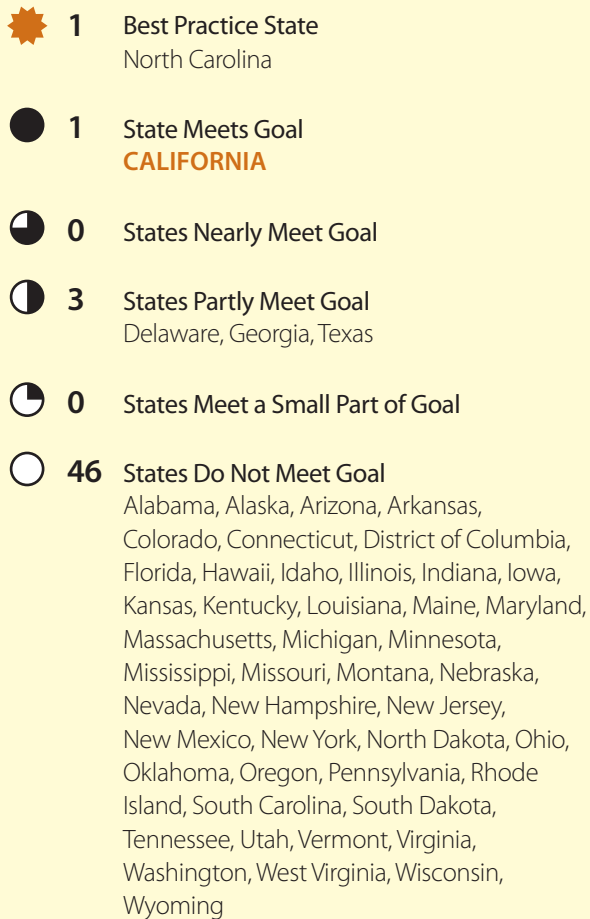 1 Best Practice State
North Carolina
1 State Meets Goal
CALIFORNIA
0 States Nearly Meet Goal
3 States Partly Meet Goal
Delaware, Georgia, Texas
0 States Meet a Small Part of Goal
46 States Do Not Meet Goal
Alabama, Alaska, Arizona, Arkansas,
Colorado, Connecticut, District of Columbia,
Florida, Hawaii, Idaho, Illinois, Indiana, Iowa,
Kansas, Kentucky, Louisiana, Maine, Maryland,
Massachusetts, Michigan, Minnesota,
Mississippi, Missouri, Montana, Nebraska,
Nevada, New Hampshire, New Jersey,
New Mexico, New York, North Dakota, Ohio,
Oklahoma, Oregon, Pennsylvania, Rhode
Island, South Carolina, South Dakota,
Tennessee, Utah, Vermont, Virginia,
Washington, West Virginia, Wisconsin,
Wyoming